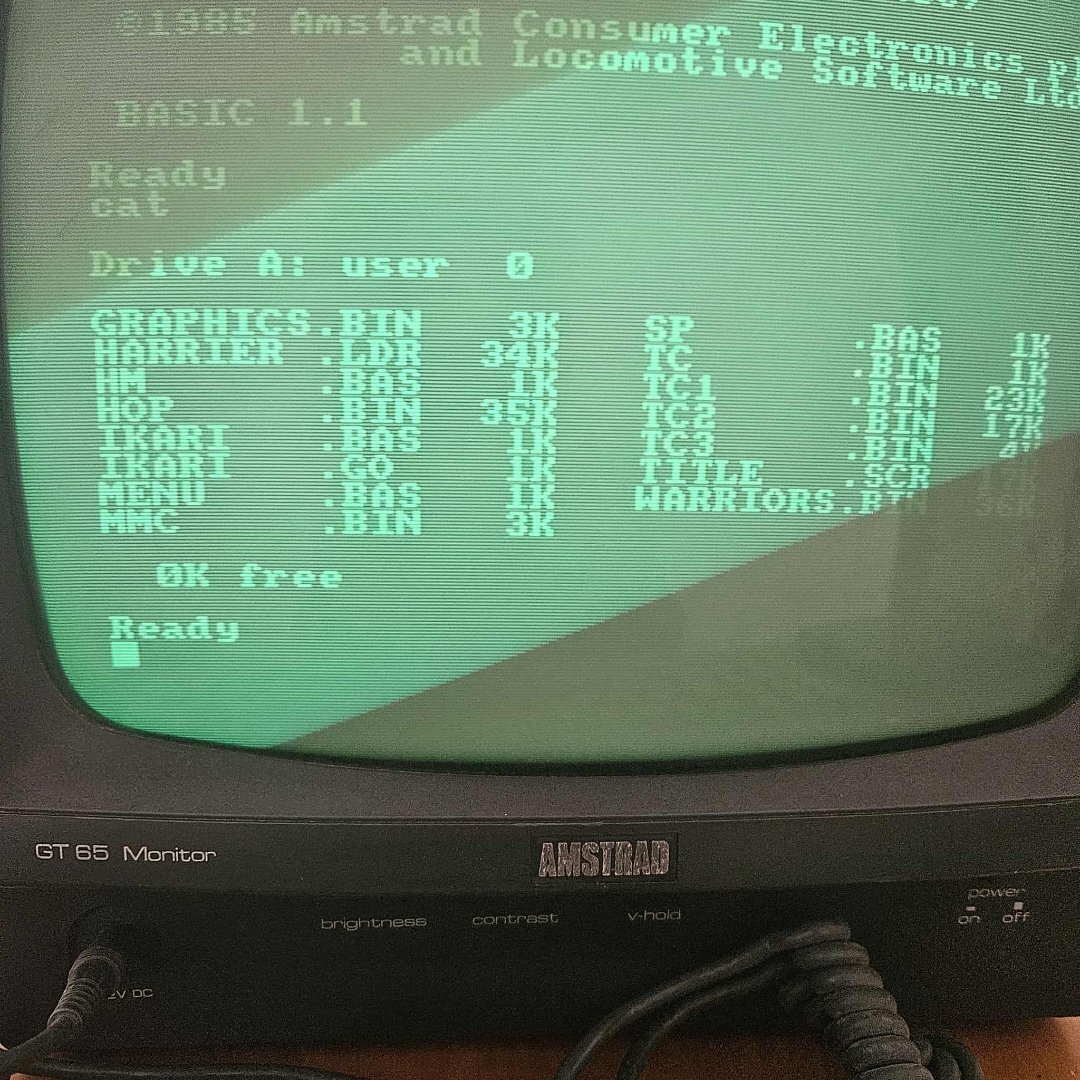 ©1985 Amstrad Consumer Electronics
and Locomotive Software Ltd
BASIC 1.1
Ready
cat
Drive A: user 0
GRAPHICS.BIN 3K SP .BAS 1K
HARRIER .LDR 34K TC .BIN 1K
HM .BAS 1K TC1 .BIN 23K
HOP .BIN 35K TC2 .BIN 17K
IKARI .BAS 1K TC3 .BIN
IKARI .GO 1K TITLE .SCR
MENU .BAS 1K WARRIORS.BIN 36K
MMC .BIN 3K
0K free
Ready
GT 65 Monitor
AMSTRAD
brightness contrast v-hold
power
on off
V DC